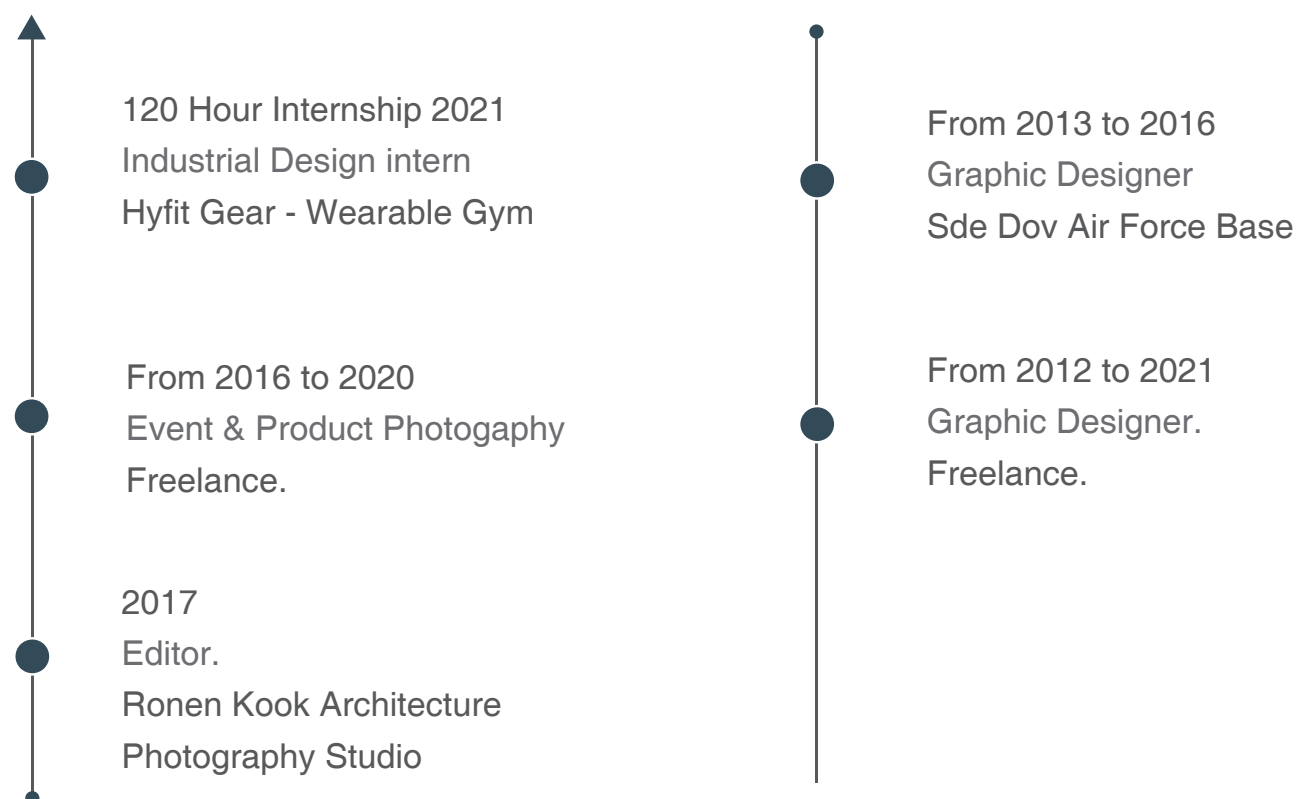 120 Hour Internship 2021
Industrial Design intern
Hyfit Gear - Wearable Gym
From 2016 to 2020
Event & Product Photogaphy
Freelance.
2017
Editor.
Ronen Kook Architecture
Photography Studio
From 2013 to 2016
Graphic Designer
Sde Dov Air Force Base
From 2012 to 2021
Graphic Designer.
Freelance.